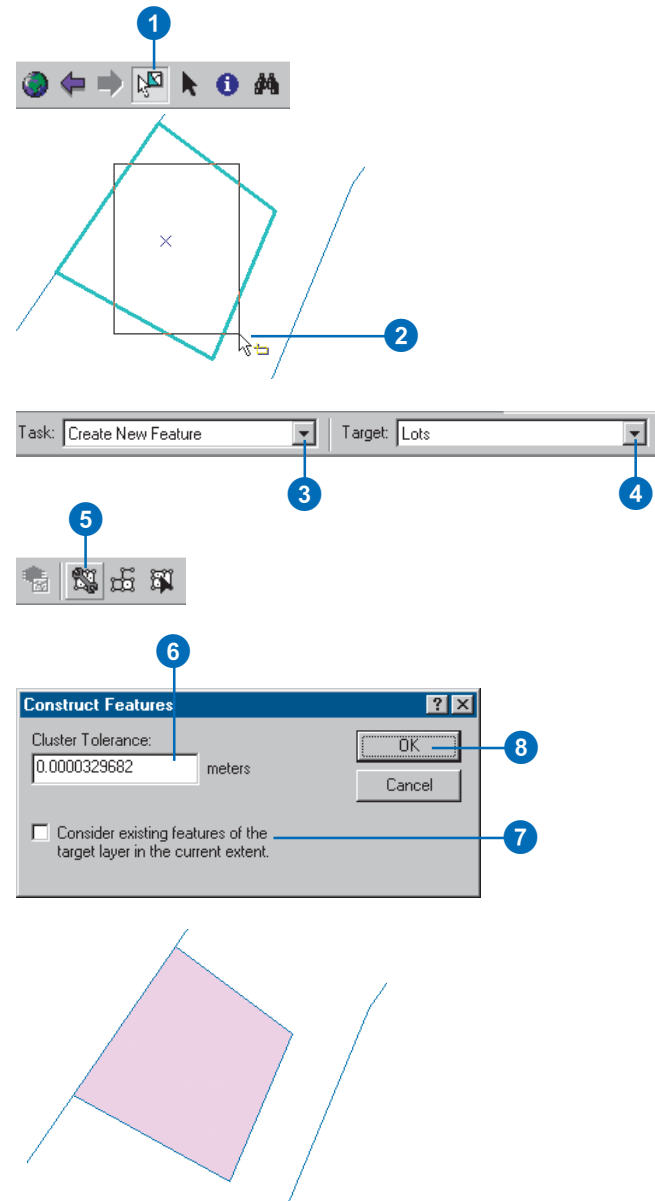 1
2
Task: Create New Feature Target: Lots
3 4
5
6
Construct Features
Cluster Tolerance:
0.0000329682 meters
OK 8
Cancel
Consider existing features of the 7
target layer in the current extent.